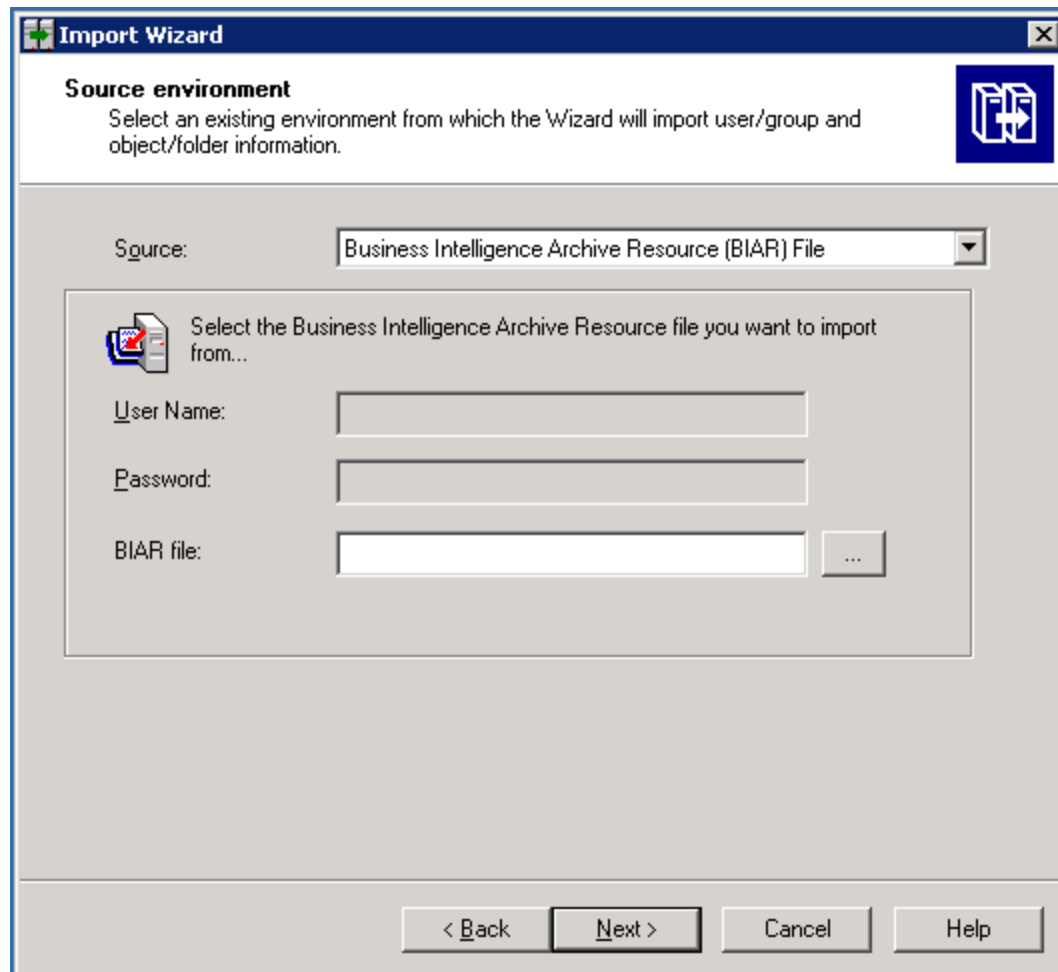 Import Wizard
Source environment
Select an existing environment from which the Wizard will import user/group and
object/folder information.
Source:
Business Intelligence Archive Resource (BIAR) File
Select the Business Intelligence Archive Resource file you want to import
from...
User Name:
Password:
BIAR file:
...
< Back
Next >
Cancel
Help